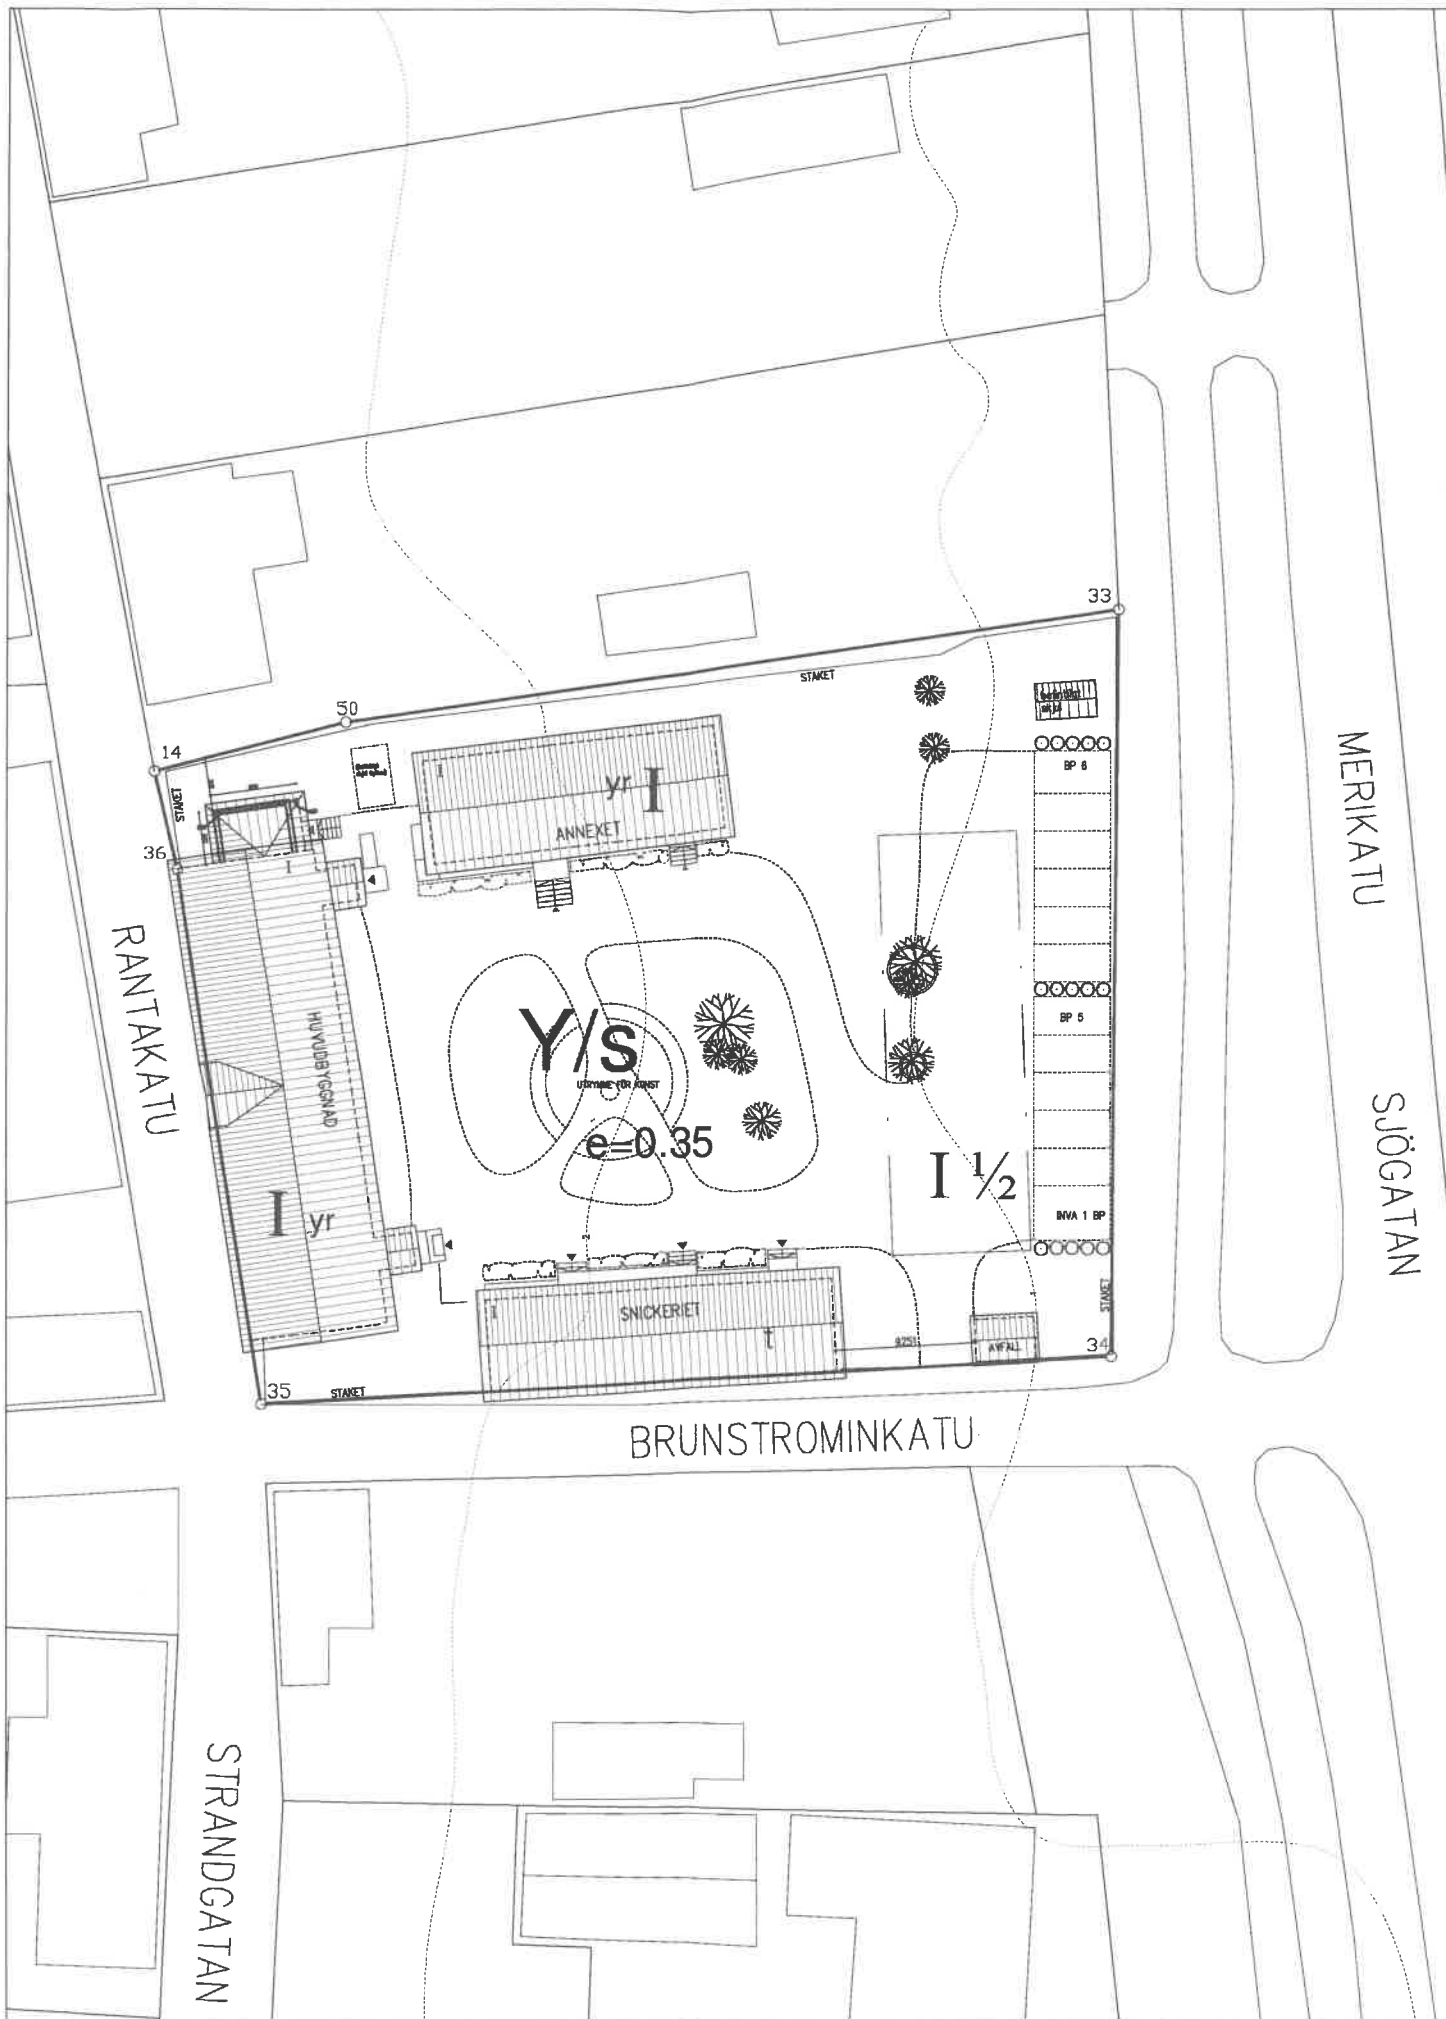 33
STAKET
50
14
STAKET
BP 6
yr I
I
ANNEXET
36
I
MERIKATU
RANTAKATU
HUVUDBYGGNAD
BP 5
Y/s
UTRYMME FÖR KONST
e=0.35
I ½
SJÖGATAN
I yr
INVA 1 BP
STAKET
I
SNICKERIET
t
AVFALL
34
35
STAKET
BRUNSTROMINKATU
STRANDGATAN